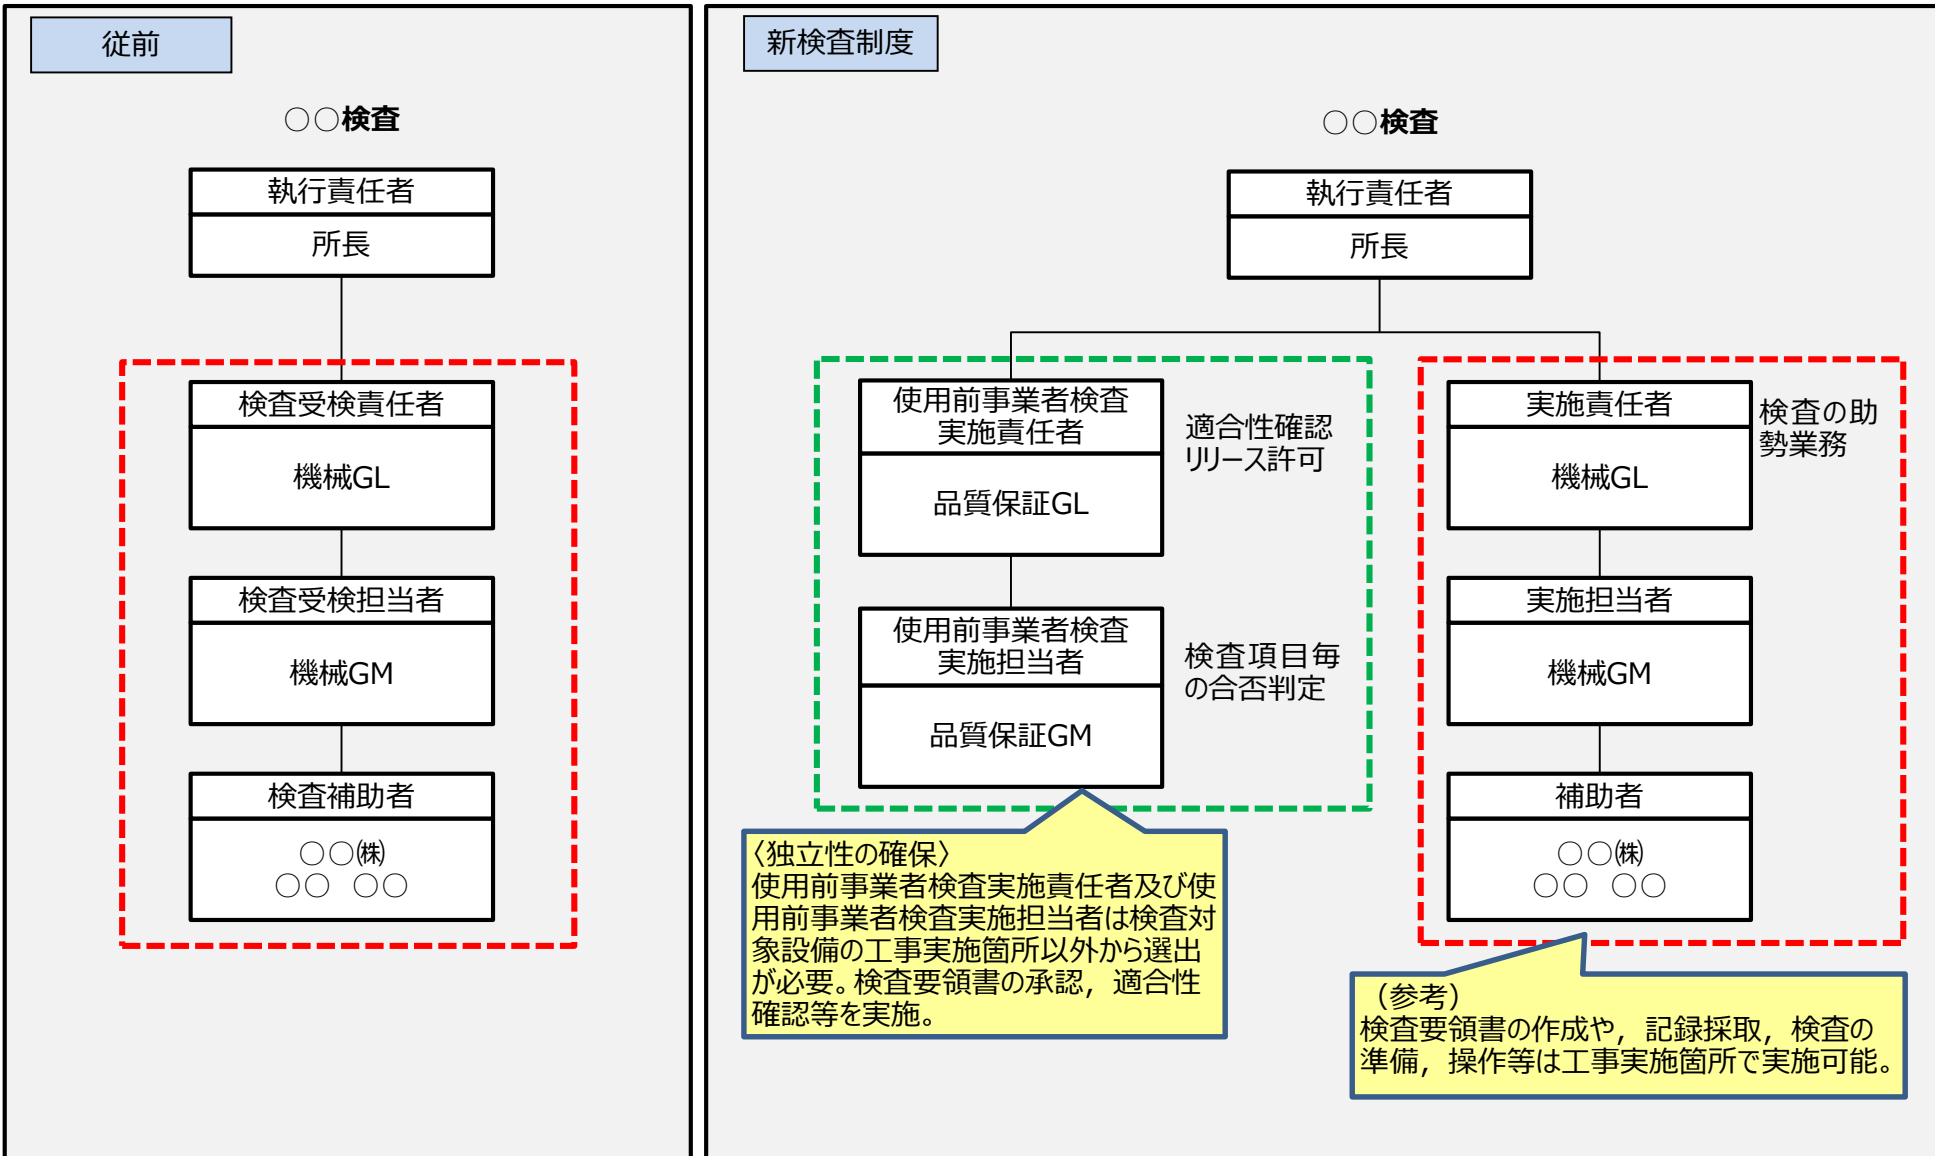 従前
○○検査
執行責任者
所長
検査受検責任者
機械GL
検査受検担当者
機械GM
検査補助者
○○㈱
○○　○○
新検査制度
○○検査
執行責任者
所長
使用前事業者検査
実施責任者
品質保証GL
適合性確認
リリース許可
使用前事業者検査
実施担当者
品質保証GM
検査項目毎
の合否判定
〈独立性の確保〉
使用前事業者検査実施責任者及び使
用前事業者検査実施担当者は検査対
象設備の工事実施箇所以外から選出
が必要。検査要領書の承認，適合性
確認等を実施。
実施責任者
機械GL
検査の助
勢業務
実施担当者
機械GM
補助者
○○㈱
○○　○○
（参考）
検査要領書の作成や，記録採取，検査の
準備，操作等は工事実施箇所で実施可能。